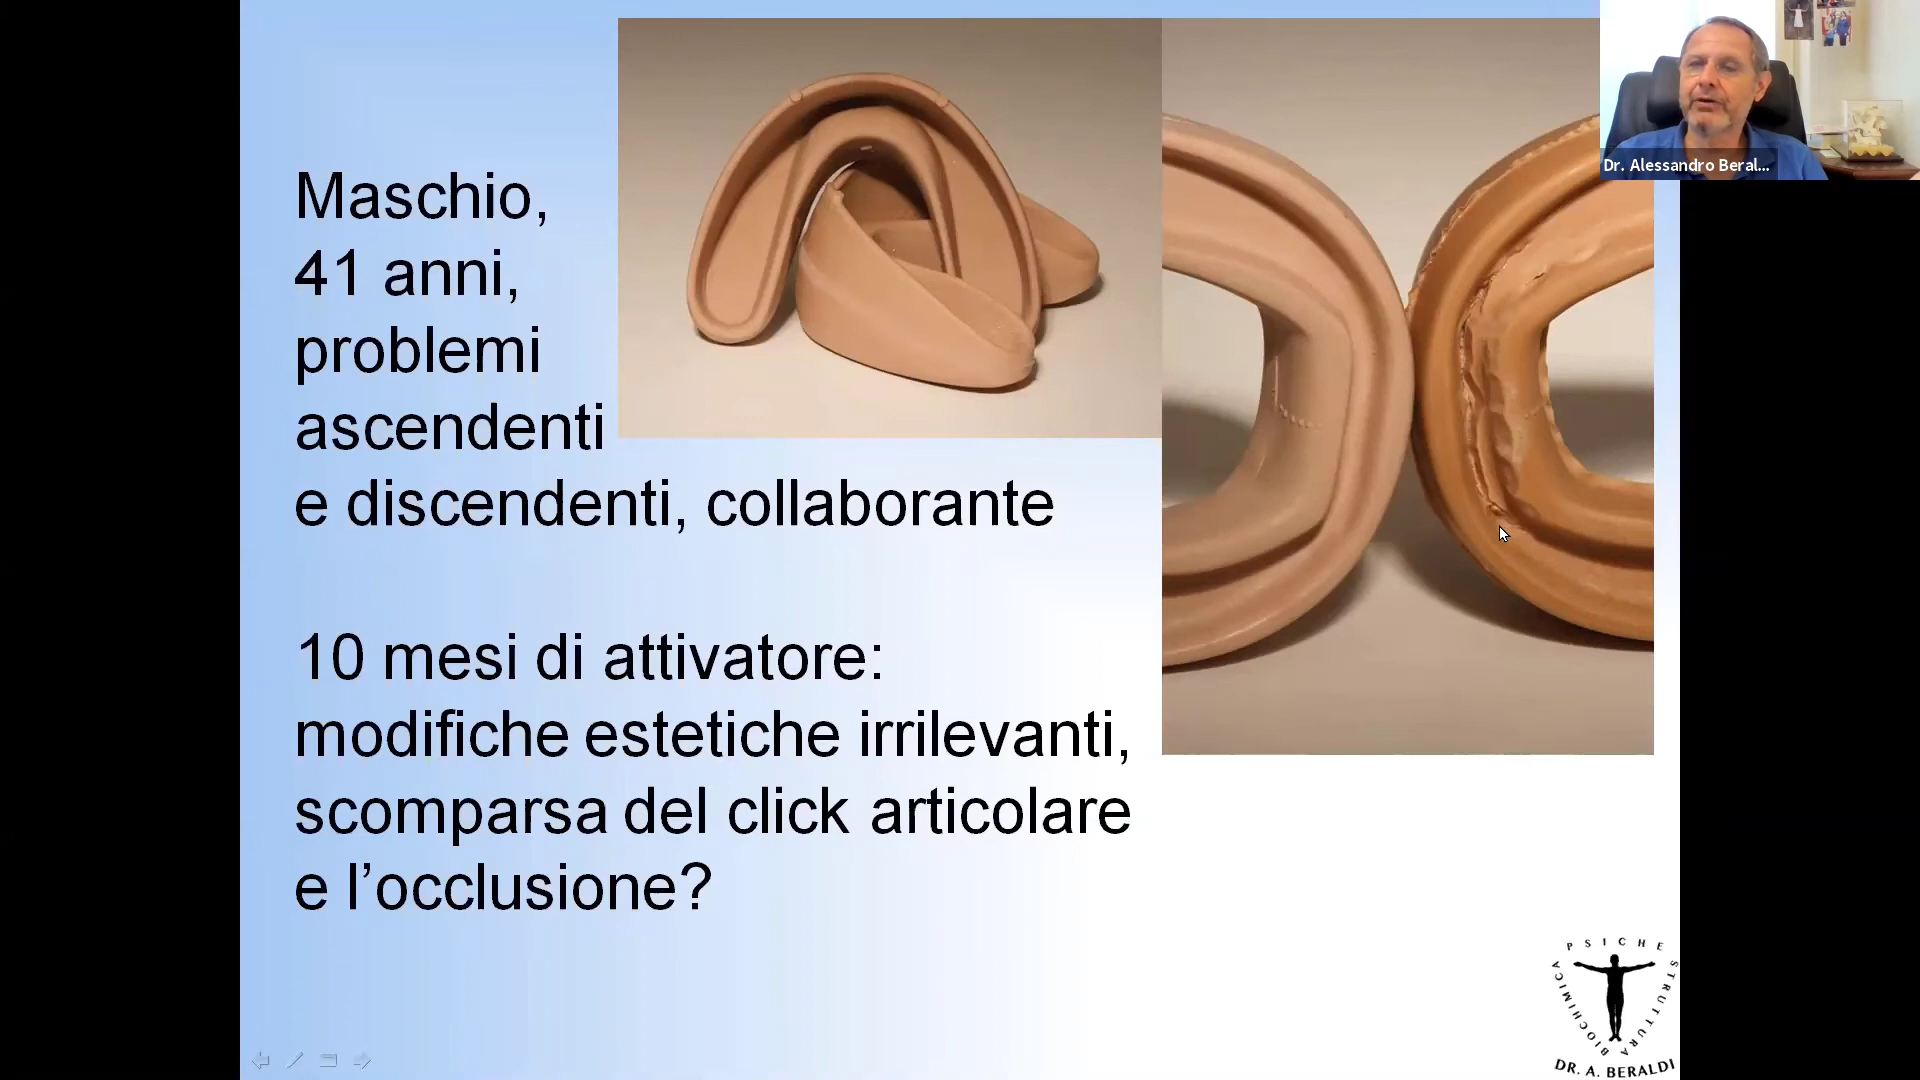 Maschio,
41 anni,
problemi
ascendenti
e discendenti, collaborante
10 mesi di attivatore:
modifiche estetiche irrilevanti,
scomparsa del click articolare
e l’occlusione?
Dr. Alessandro Beral...
PSICHE
STRUTTURA
BIOCHIMICA
DR. A. BERALDI